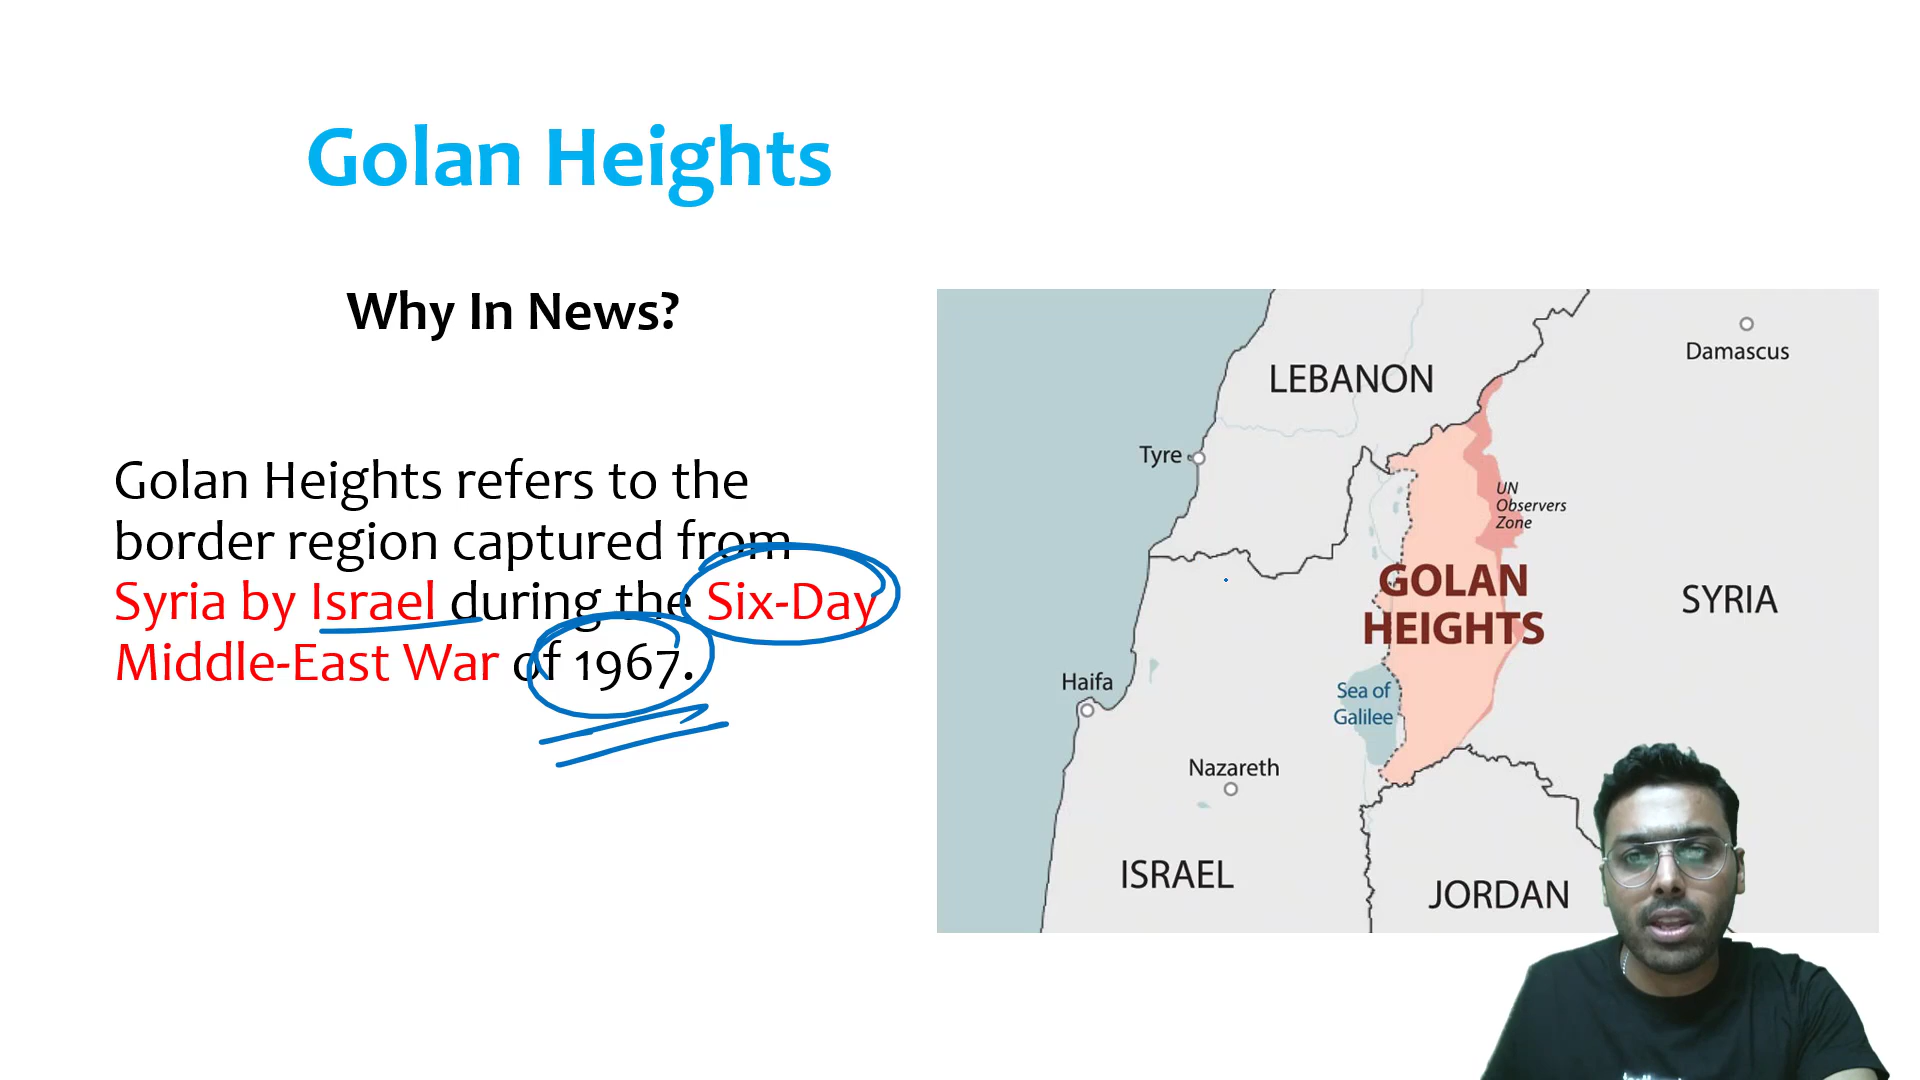 Golan Heights
Why In News?
Golan Heights refers to the
border region captured from
Syria by Israel during the Six-Day
Middle-East War of 1967.
LEBANON
Damascus
Tyre
UN
Observers
Zone
GOLAN
HEIGHTS
SYRIA
Haifa
Sea of
Galilee
Nazareth
ISRAEL
JORDAN